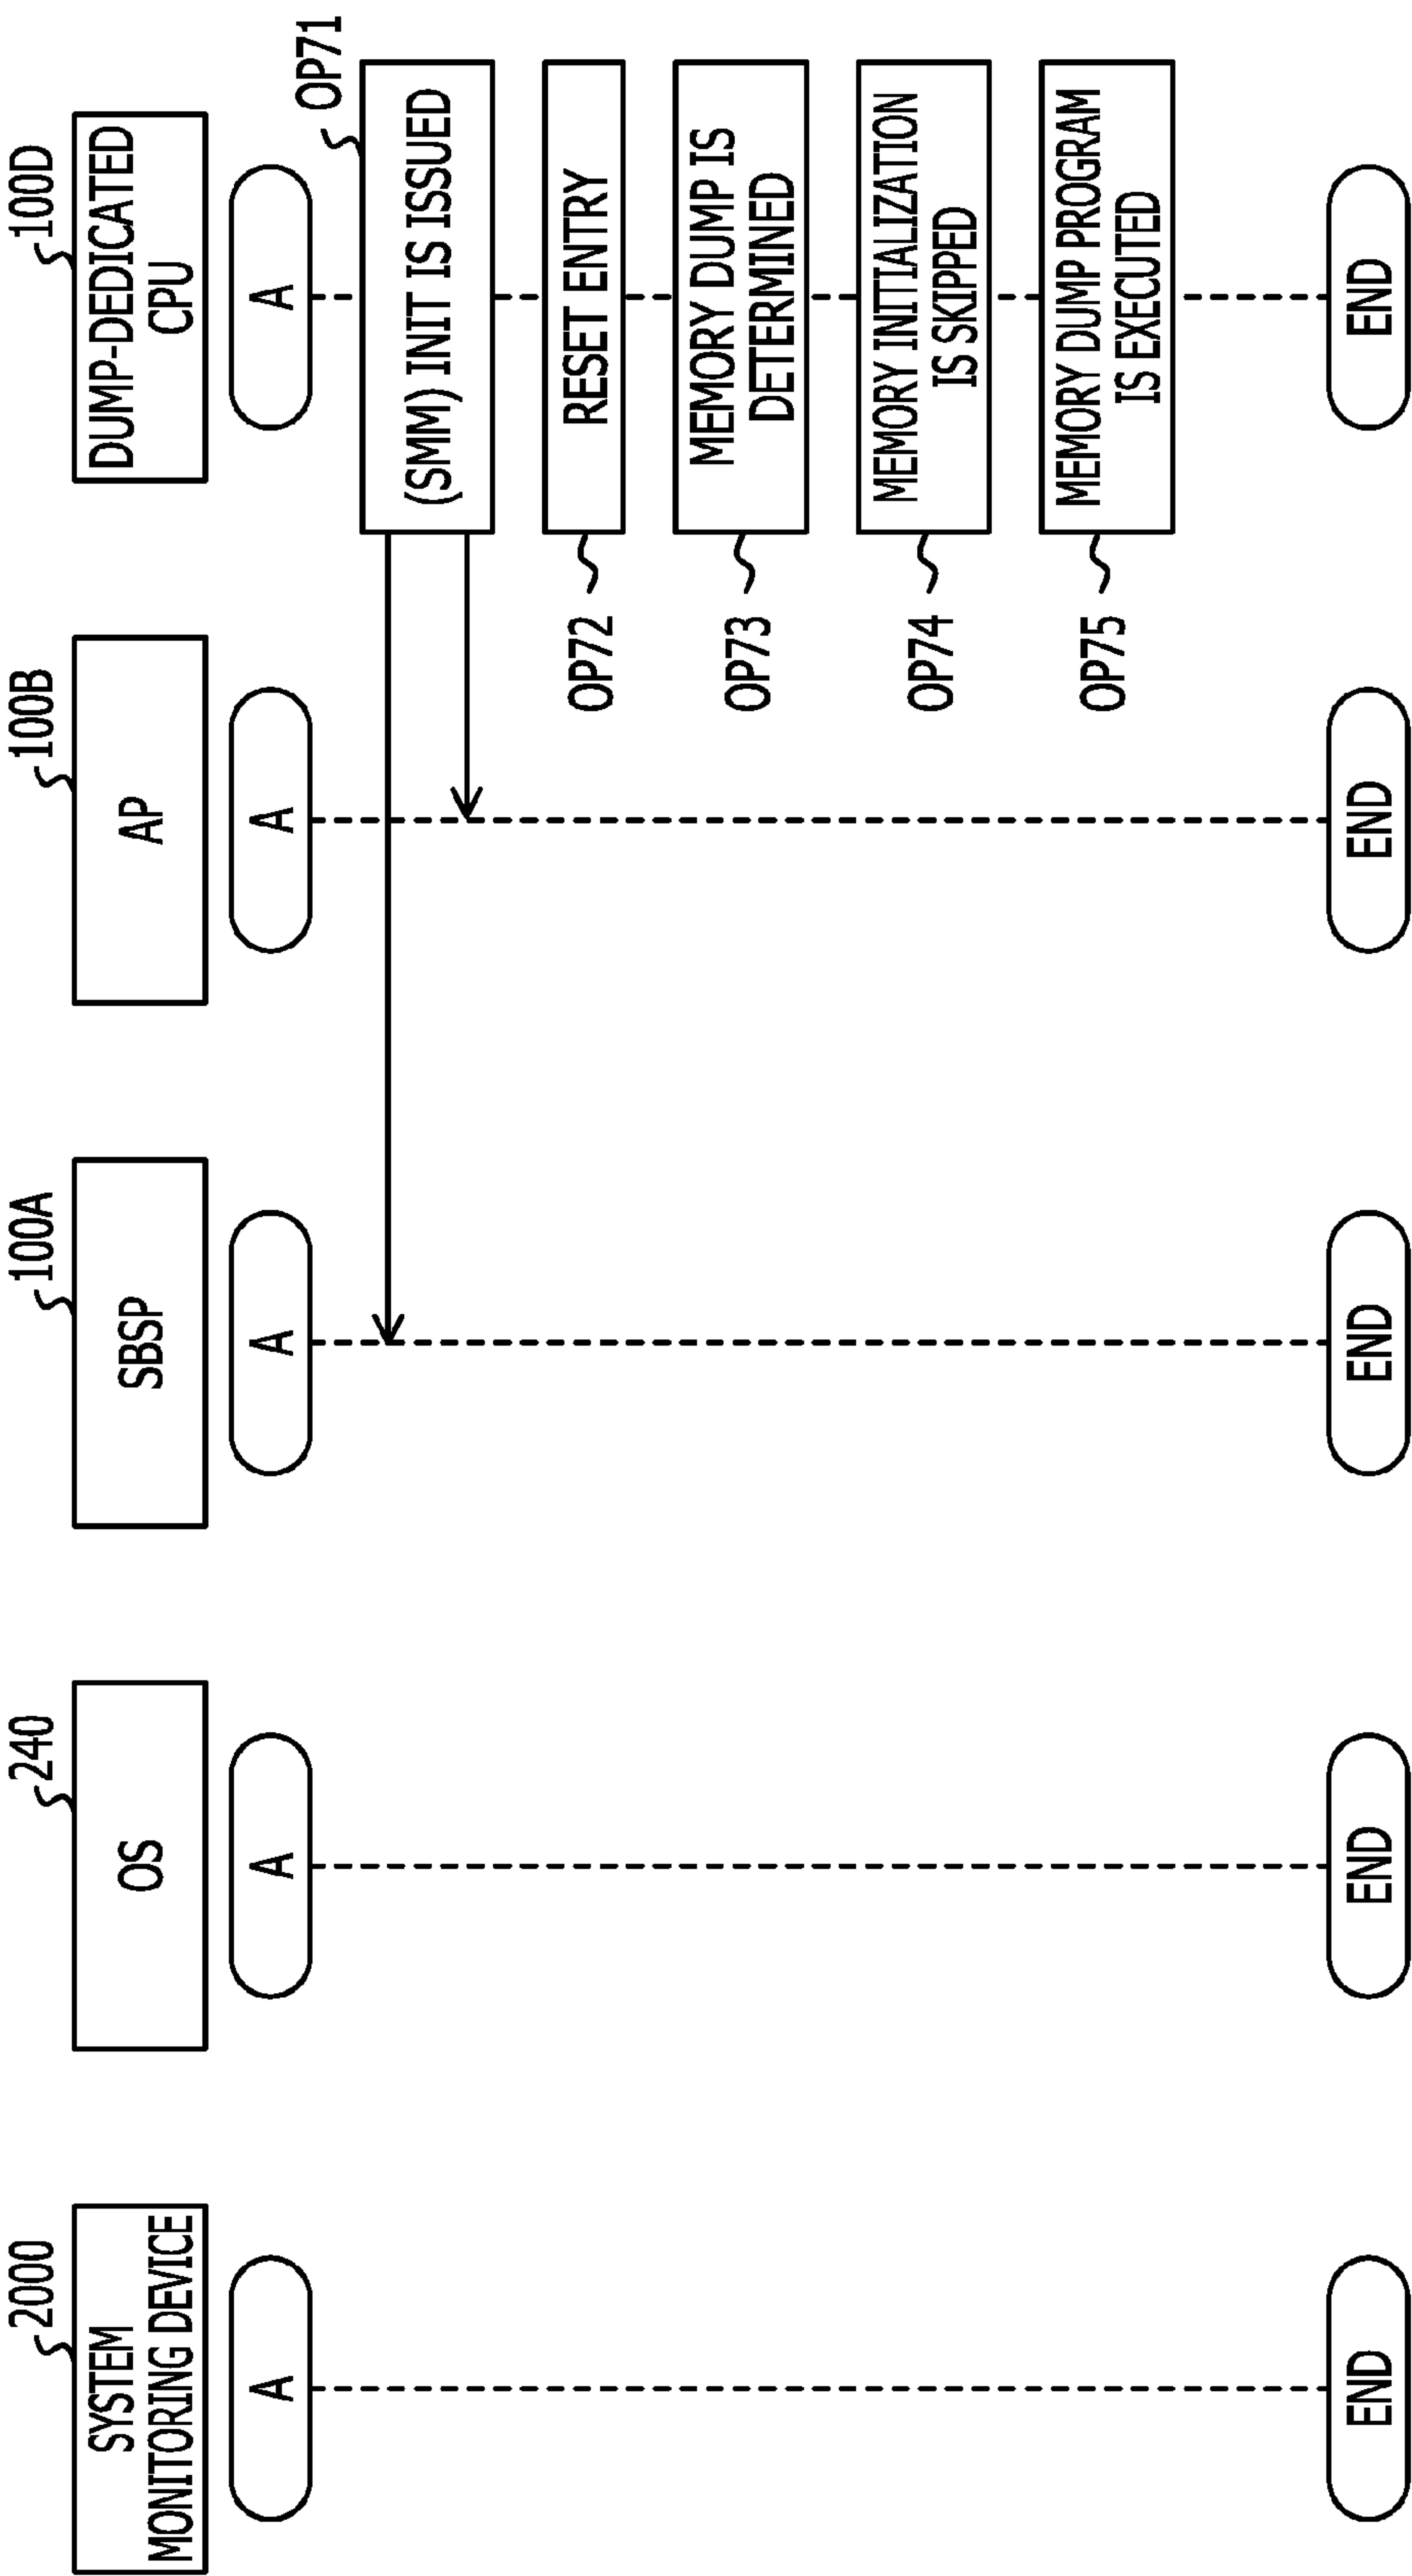 2000
SYSTEM
MONITORING DEVICE
240
OS
100A
SBSP
100B
AP
100D
DUMP-DEDICATED
CPU
A
A
A
A
A
OP71
(SMM) INIT IS ISSUED
OP72
RESET ENTRY
OP73
MEMORY DUMP IS
DETERMINED
OP74
MEMORY INITIALIZATION
IS SKIPPED
OP75
MEMORY DUMP PROGRAM
IS EXECUTED
END
END
END
END
END